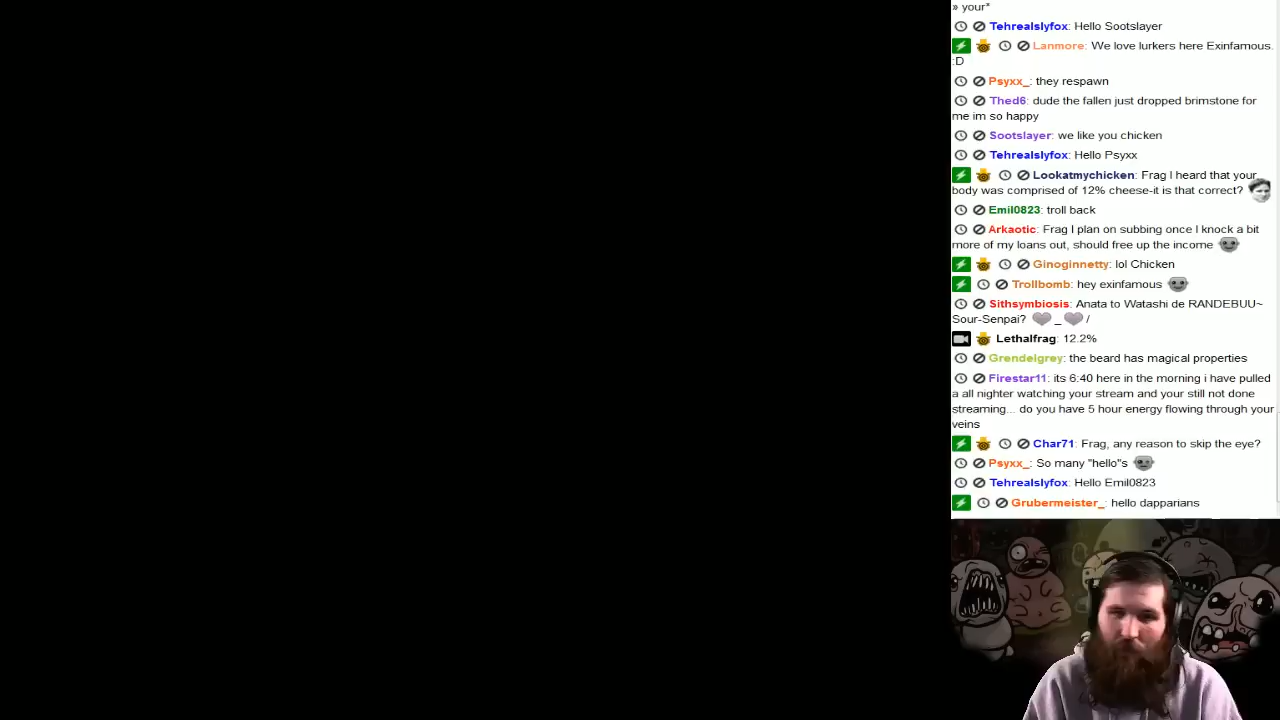 » your*
Tehrealslyfox: Hello Sootslayer
Lanmore: We love lurkers here Exinfamous.
:D
Psyxx_: they respawn
Thed6: dude the fallen just dropped brimstone for
me im so happy
Sootslayer: we like you chicken
Tehrealslyfox: Hello Psyxx
Lookatmychicken: Frag I heard that your
body was comprised of 12% cheese-it is that correct?
Emil0823: troll back
Arkaotic: Frag I plan on subbing once I knock a bit
more of my loans out, should free up the income
Ginoginnetty: lol Chicken
Trollbomb: hey exinfamous
Sithsymbiosis: Anata to Watashi de RANDEBUU~
Sour-Senpai? _ /
Lethalfrag: 12.2%
Grendelgrey: the beard has magical properties
Firestar11: its 6:40 here in the morning i have pulled
a all nighter watching your stream and your still not done
streaming... do you have 5 hour energy flowing through your
veins
Char71: Frag, any reason to skip the eye?
Psyxx_: So many "hello"s
Tehrealslyfox: Hello Emil0823
Grubermeister_: hello dapparians